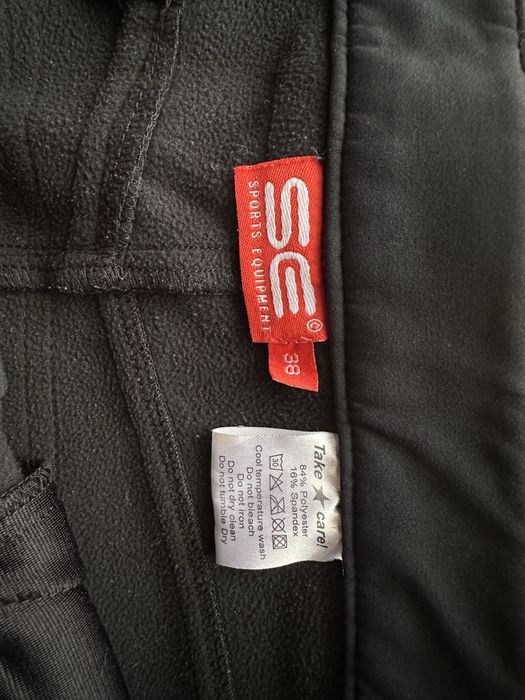 SE
SPORTS EQUIPMENT ©
38
Take ★ care!
84% Polyester
16% Spandex
30
Cool temperature wash
Do not bleach
Do not iron
Do not dry clean
Do not tumble Dry